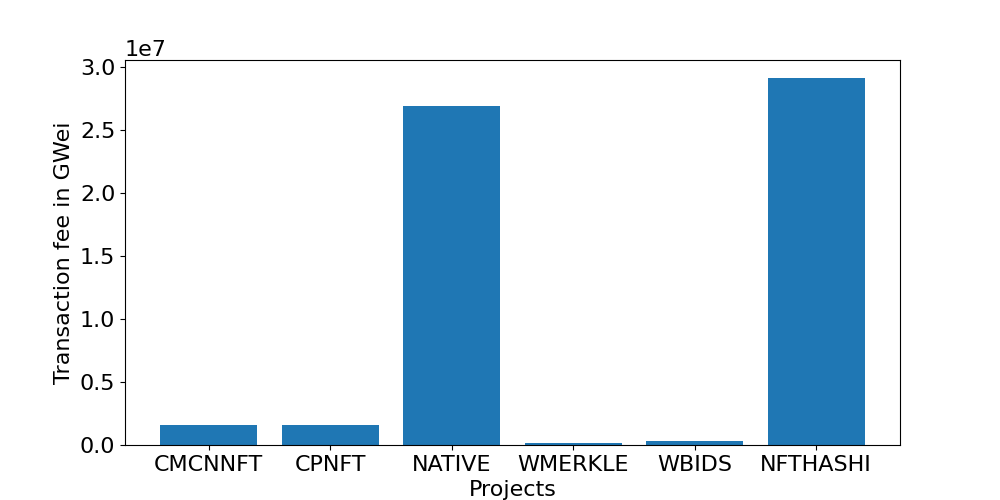 1e7
3.0
2.5
2.0
1.5
1.0
0.5
0.0
Transaction fee in GWei
CMCNNFT CPNFT NATIVE WMERKLE WBIDS NFTHASHI
Projects